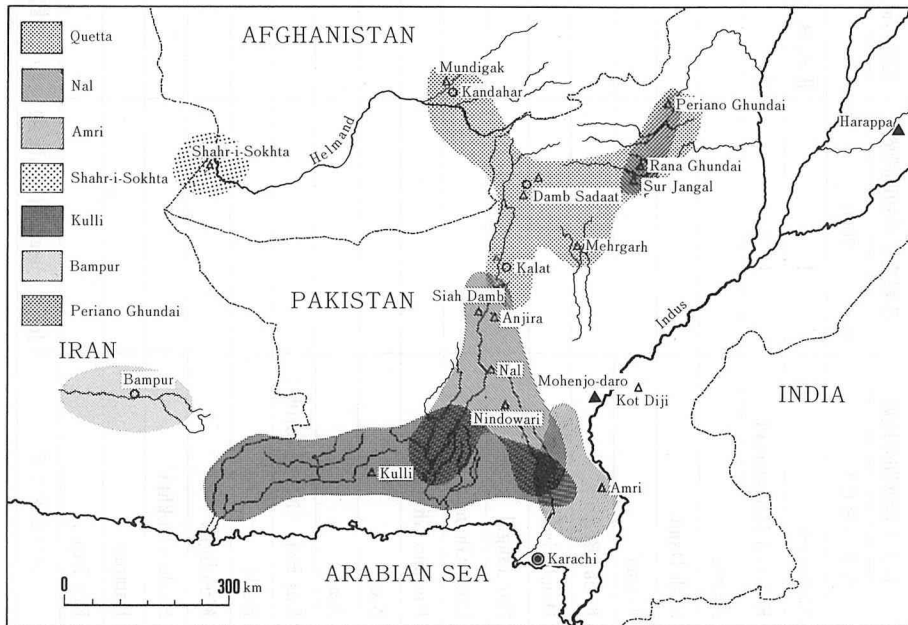 Quetta
Nal
Amri
Shahr-i-Sokhta
Kulli
Bampur
Periano Ghundai
AFGHANISTAN
Mundigak
Kandahar
Periano Ghundai
Harappa
Shahr-i-Sokhta
Helmand
Rana Ghundai
Sur Jangal
Damb Sadaat
Mehrgarh
Kalat
PAKISTAN
Siah Damb
Anjira
Indus
IRAN
Bampur
Nal
Mohenjo-daro
Kot Diji
INDIA
Nindowari
Kulli
Amri
Karachi
ARABIAN SEA
0 300 km